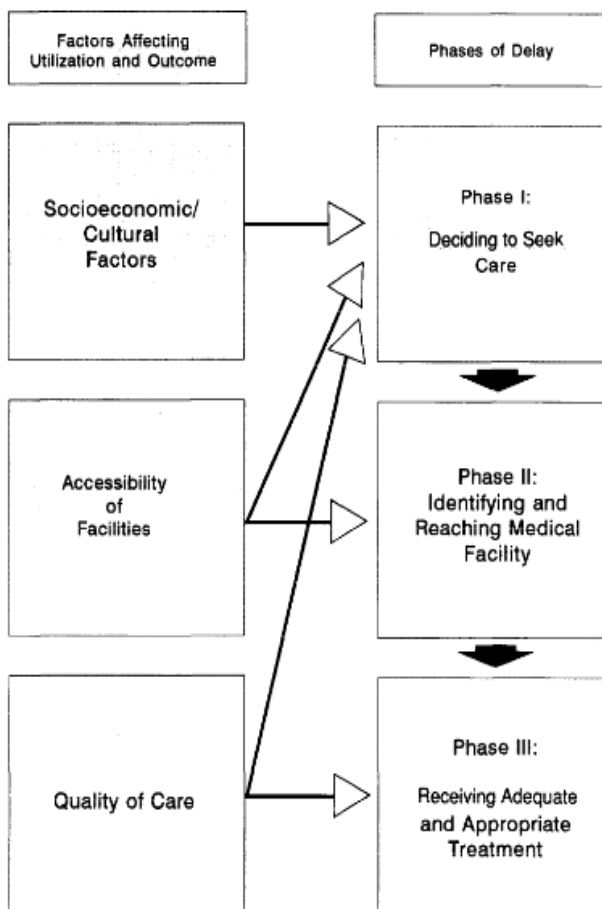 Factors Affecting
Utilization and Outcome
Phases of Delay
Socioeconomic/
Cultural
Factors
Phase I:
Deciding to Seek
Care
Accessibility
of
Facilities
Phase II:
Identifying and
Reaching Medical
Facility
Quality of Care
Phase III:
Receiving Adequate
and Appropriate
Treatment